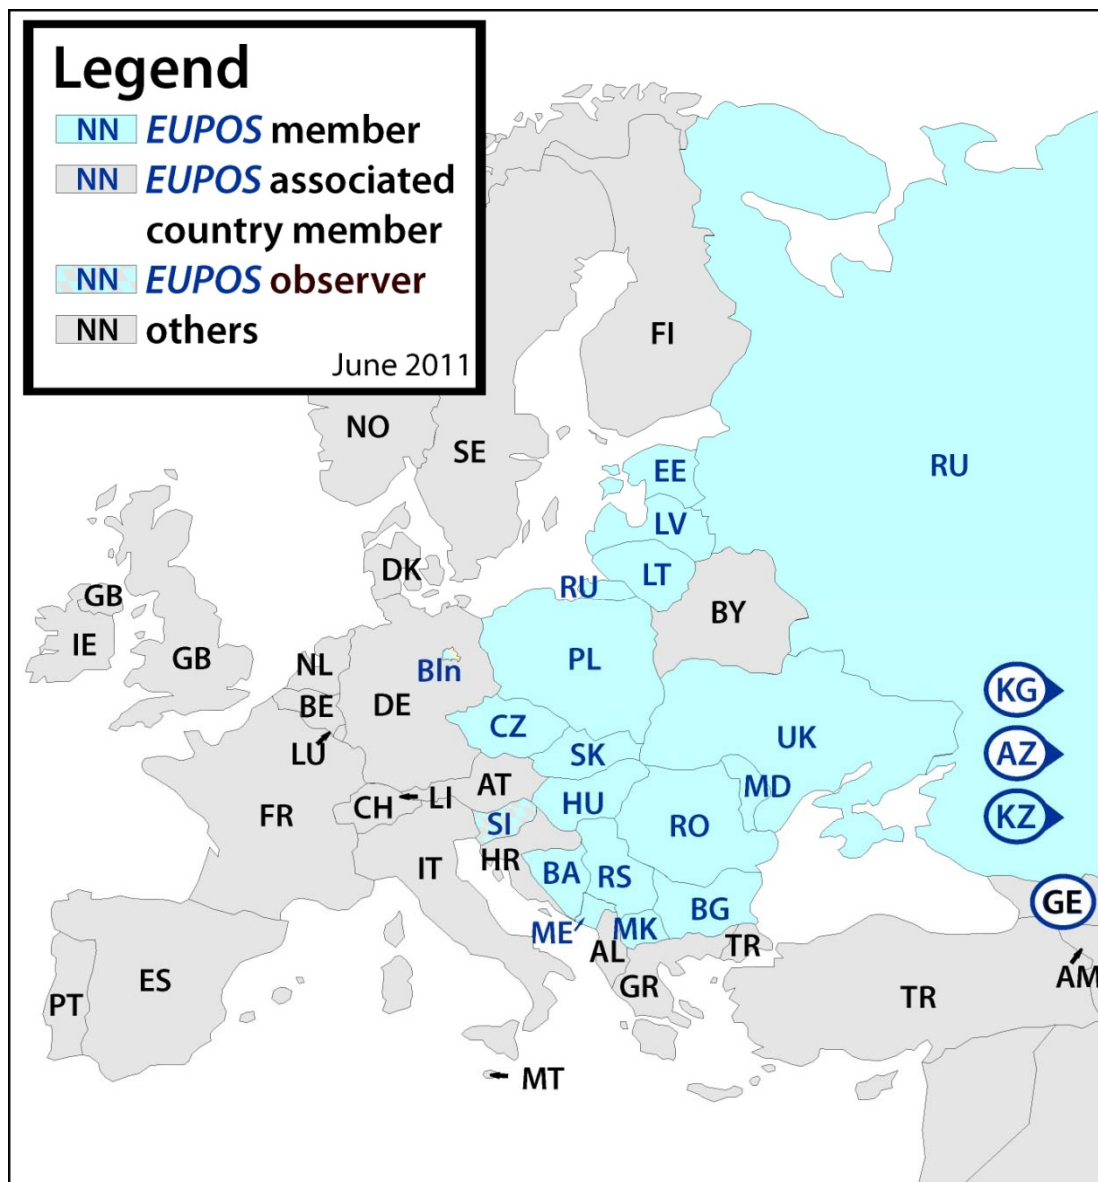 Legend
NN EUPOS member
NN EUPOS associated
country member
NN EUPOS observer
NN others
June 2011
FI
NO
SE
RU
EE
LV
DK
LT
RU
GB
BY
IE
GB
NL
Bln
PL
KG
BE
DE
CZ
UK
LU
SK
AZ
AT
MD
CH
LI
HU
FR
SI
RO
KZ
HR
IT
BA
RS
BG
GE
ME
MK
AL
TR
ES
GR
AM
PT
TR
MT